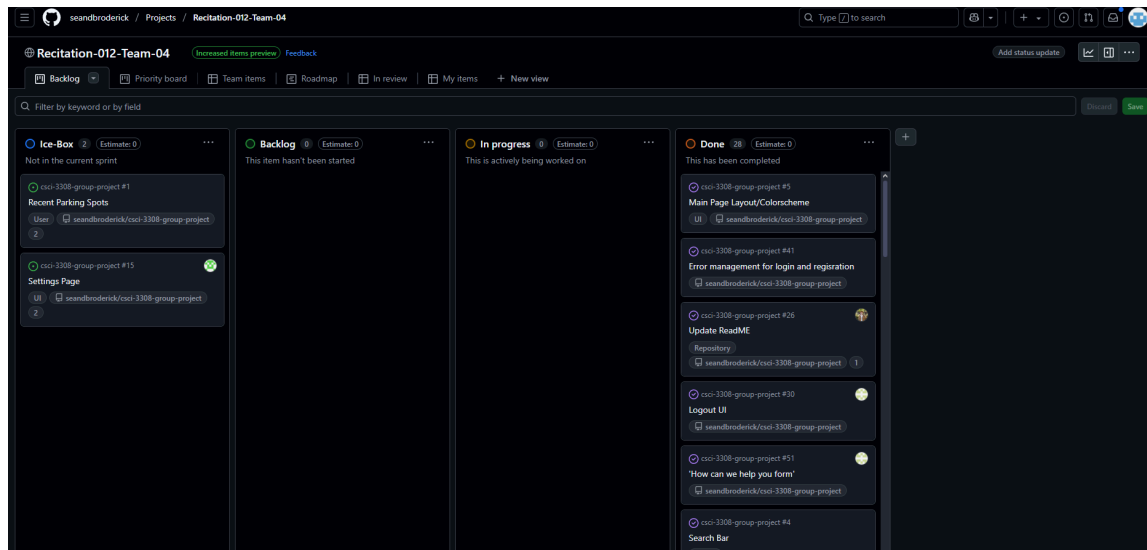 seandbroderick / Projects / Recitation-012-Team-04
Type / to search
Recitation-012-Team-04
Increased items preview
Feedback
Add status update
Backlog
Priority board
Team items
Roadmap
In review
My items
+ New view
Filter by keyword or by field
Discard
Save
Ice-Box 2 Estimate: 0
Not in the current sprint
csci-3308-group-project #1
Recent Parking Spots
User seandbroderick/csci-3308-group-project
2
csci-3308-group-project #15
Settings Page
UI seandbroderick/csci-3308-group-project
2
Backlog 0 Estimate: 0
This item hasn't been started
In progress 0 Estimate: 0
This is actively being worked on
Done 28 Estimate: 0
This has been completed
csci-3308-group-project #5
Main Page Layout/Colorscheme
UI seandbroderick/csci-3308-group-project
csci-3308-group-project #41
Error management for login and regisration
seandbroderick/csci-3308-group-project
csci-3308-group-project #26
Update ReadME
Repository
seandbroderick/csci-3308-group-project 1
csci-3308-group-project #30
Logout UI
seandbroderick/csci-3308-group-project
csci-3308-group-project #51
'How can we help you form'
seandbroderick/csci-3308-group-project
csci-3308-group-project #4
Search Bar